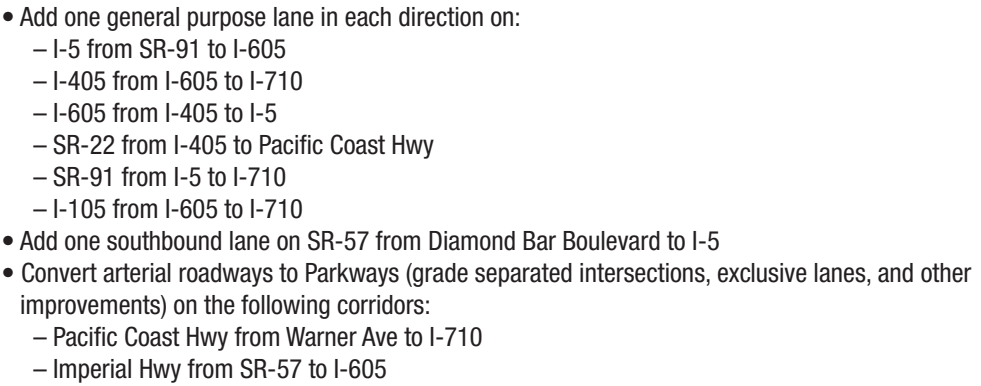 • Add one general purpose lane in each direction on:
– I-5 from SR-91 to I-605
– I-405 from I-605 to I-710
– I-605 from I-405 to I-5
– SR-22 from I-405 to Pacific Coast Hwy
– SR-91 from I-5 to I-710
– I-105 from I-605 to I-710
• Add one southbound lane on SR-57 from Diamond Bar Boulevard to I-5
• Convert arterial roadways to Parkways (grade separated intersections, exclusive lanes, and other
improvements) on the following corridors:
– Pacific Coast Hwy from Warner Ave to I-710
– Imperial Hwy from SR-57 to I-605